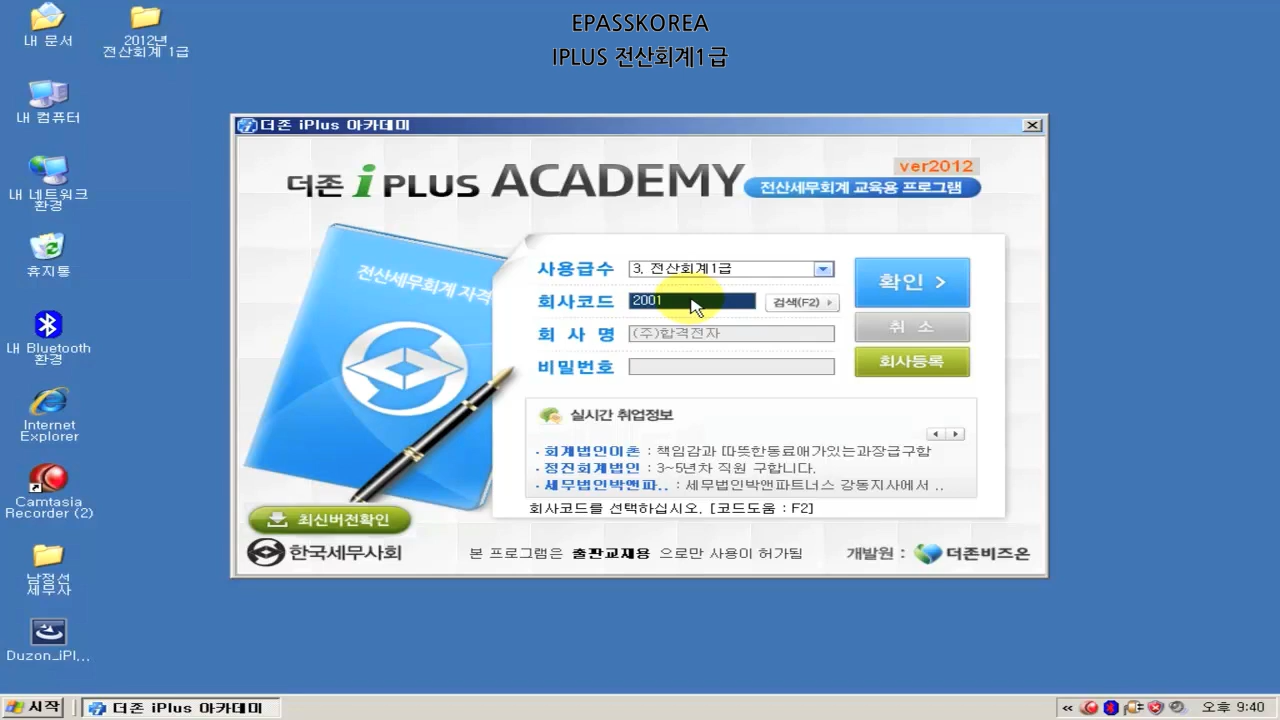 EPASSKOREA
IPLUS 전산회계1급
내 문서
2012년
전산회계 1급
내 컴퓨터
내 네트워크
환경
휴지통
내 Bluetooth
환경
Internet
Explorer
Camtasia
Recorder (2)
남정선
세무사
Duzon_iPl...
더존 iPlus 아카데미
더존 iPLUS ACADEMY
ver2012
전산세무회계 교육용 프로그램
전산세무회계 자격
사용급수
3. 전산회계1급
확인 >
회사코드
2001
검색(F2)
취 소
회 사 명
(주)합격전자
비밀번호
회사등록
실시간 취업정보
· 회계법인이촌 : 책임감과 따뜻한동료애가있는과장급구함
· 정진회계법인 : 3~5년차 직원 구합니다.
· 세무법인박앤파.. : 세무법인박앤파트너스 강동지사에서 ..
회사코드를 선택하십시오. [코드도움 : F2]
최신버전확인
한국세무사회
본 프로그램은 출판교재용 으로만 사용이 허가됨
개발원 : 더존비즈온
시작
더존 iPlus 아카데미
오후 9:40